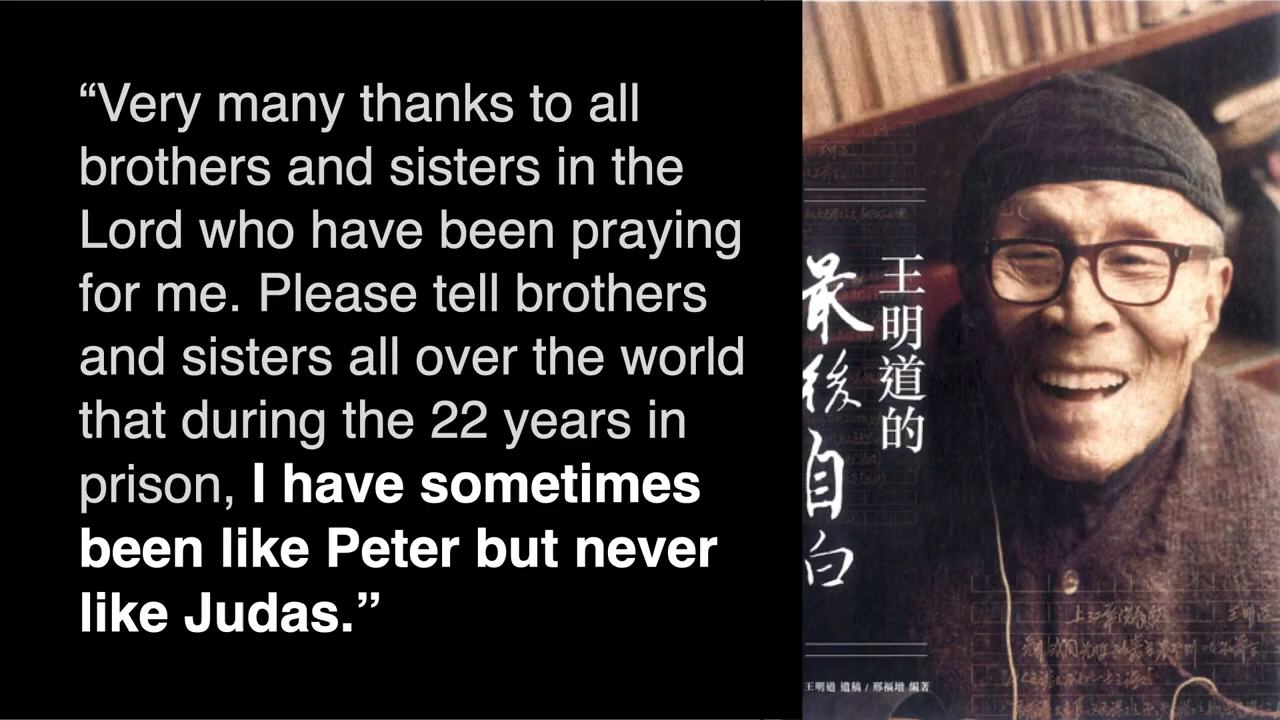 “Very many thanks to all
brothers and sisters in the
Lord who have been praying
for me. Please tell brothers
and sisters all over the world
that during the 22 years in
prison, I have sometimes
been like Peter but never
like Judas.”
王明道的
最後自白
王明道 遺稿 / 邢福增 編著